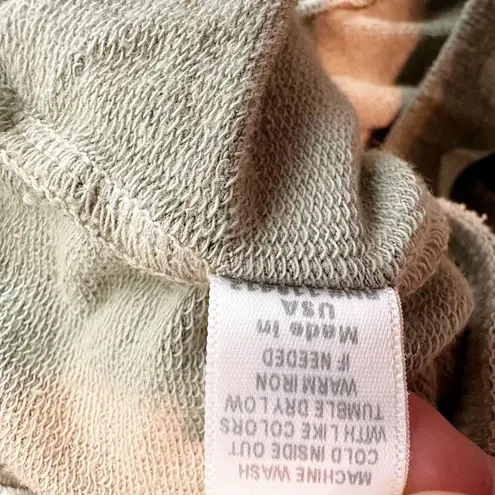 MACHINE WASH
COLD INSIDE OUT
WITH LIKE COLORS
TUMBLE DRY LOW
WARM IRON
IF NEEDED
Made In
USA